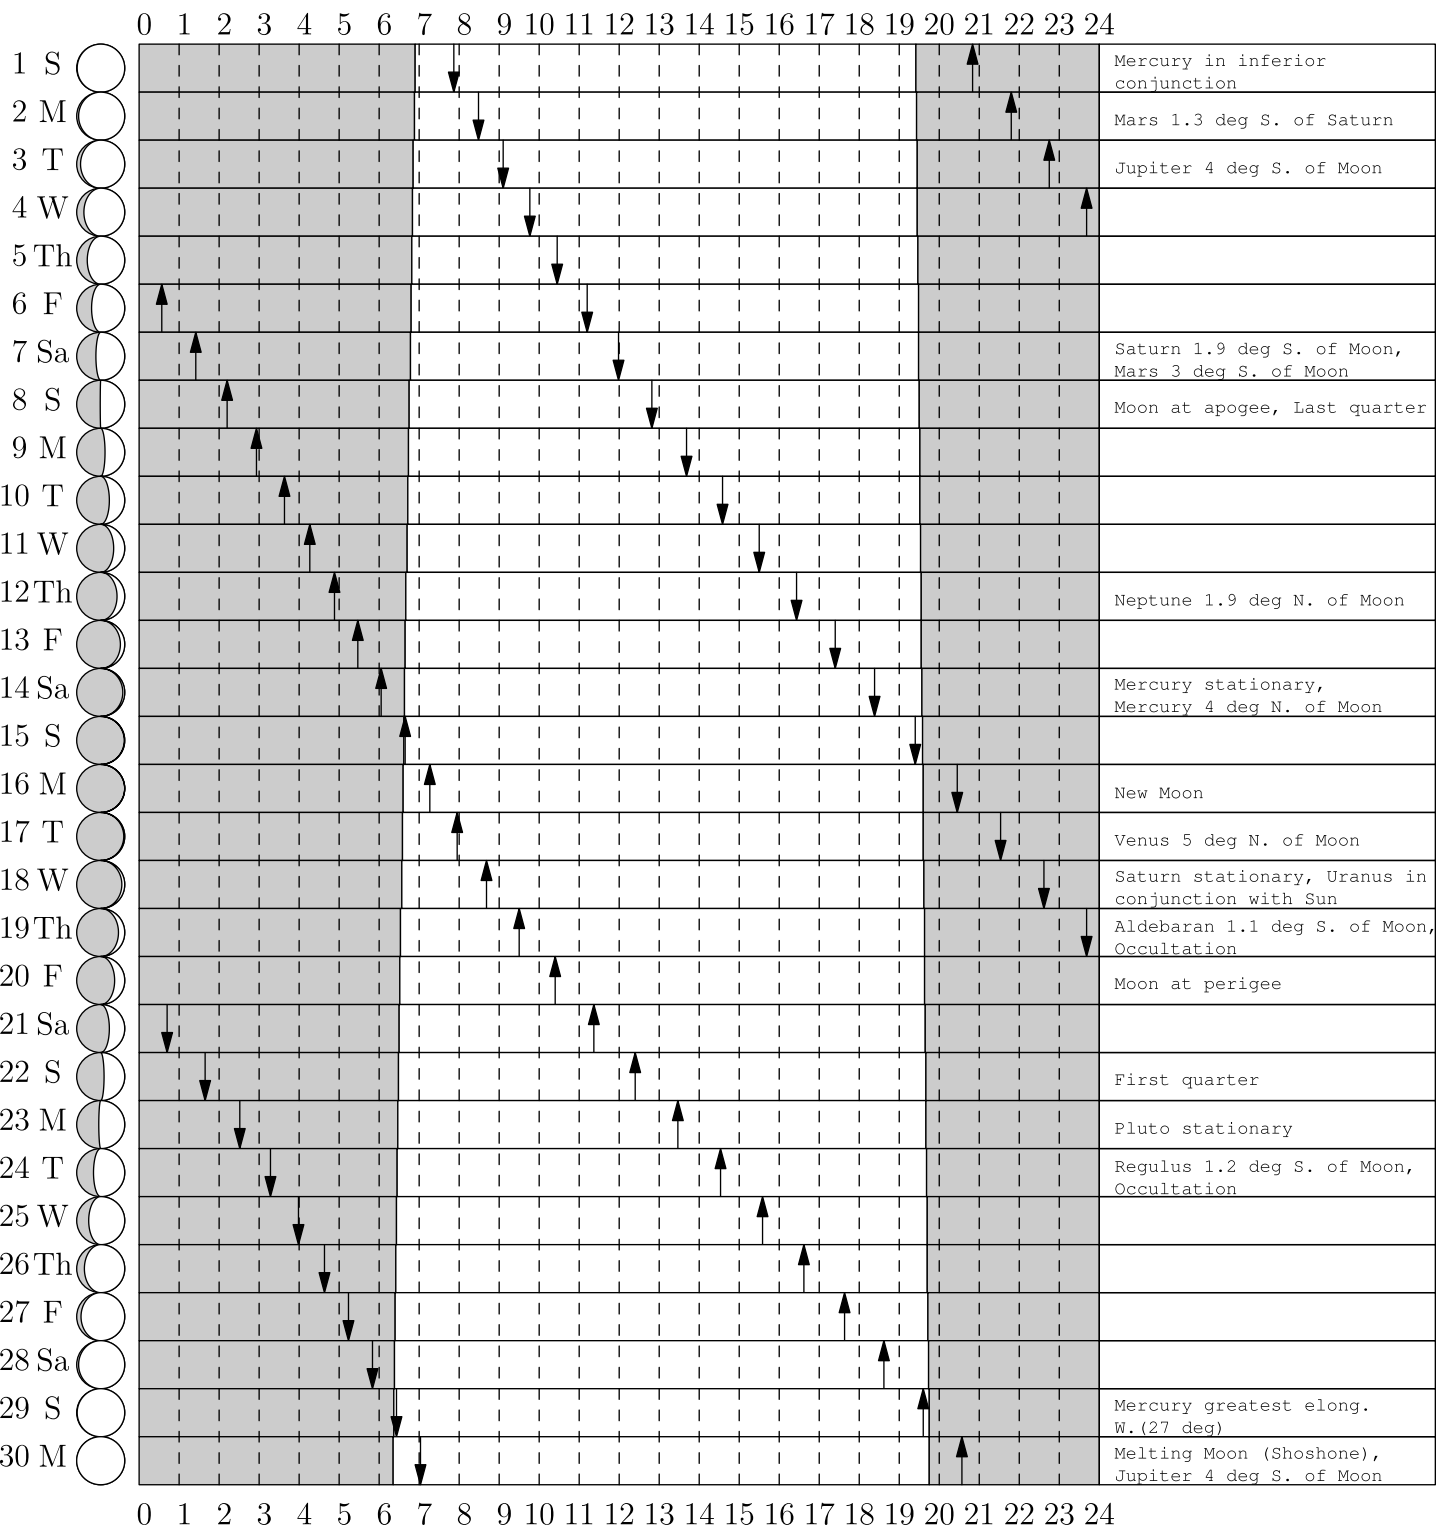 0 1 2 3 4 5 6 7 8 9 10 11 12 13 14 15 16 17 18 19 20 21 22 23 24
1 S Mercury in inferior
conjunction
2 M Mars 1.3 deg S. of Saturn
3 T Jupiter 4 deg S. of Moon
4 W
5 Th
6 F
7 Sa Saturn 1.9 deg S. of Moon,
Mars 3 deg S. of Moon
8 S Moon at apogee, Last quarter
9 M
10 T
11 W
12 Th Neptune 1.9 deg N. of Moon
13 F
14 Sa Mercury stationary,
Mercury 4 deg N. of Moon
15 S
16 M New Moon
17 T Venus 5 deg N. of Moon
18 W Saturn stationary, Uranus in
conjunction with Sun
19 Th Aldebaran 1.1 deg S. of Moon,
Occultation
20 F Moon at perigee
21 Sa
22 S First quarter
23 M Pluto stationary
24 T Regulus 1.2 deg S. of Moon,
Occultation
25 W
26 Th
27 F
28 Sa
29 S Mercury greatest elong.
W.(27 deg)
30 M Melting Moon (Shoshone),
Jupiter 4 deg S. of Moon
0 1 2 3 4 5 6 7 8 9 10 11 12 13 14 15 16 17 18 19 20 21 22 23 24